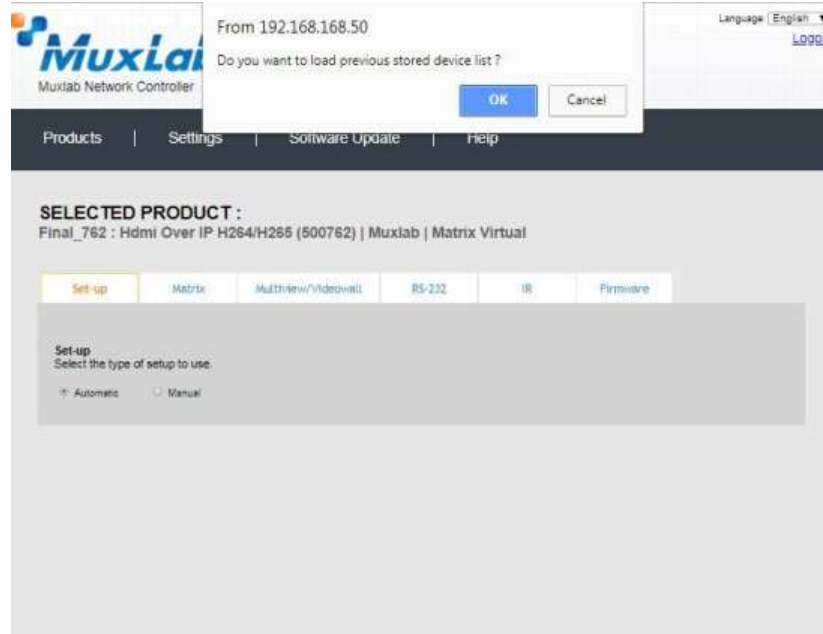 From 192.168.168.50
Do you want to load previous stored device list ?
OK Cancel
Language English
Logo
MuxLa
Muxlab Network Controller
Products | Settings | Software Update | Help
SELECTED PRODUCT :
Final_762 : Hdmi Over IP H264/H265 (500762) | Muxlab | Matrix Virtual
Set-up Matrix Multiview/Videowall RS-232 IR Firmware
Set-up
Select the type of setup to use.
Automatic Manual